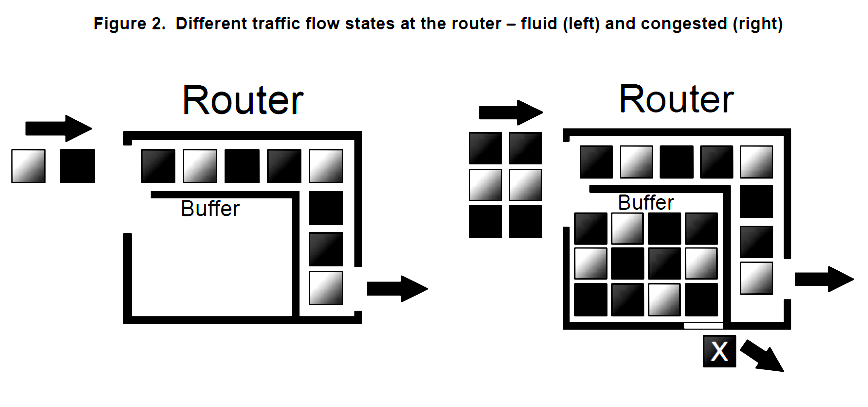 Figure 2. Different traffic flow states at the router – fluid (left) and congested (right)
Router
Buffer
Router
Buffer
X